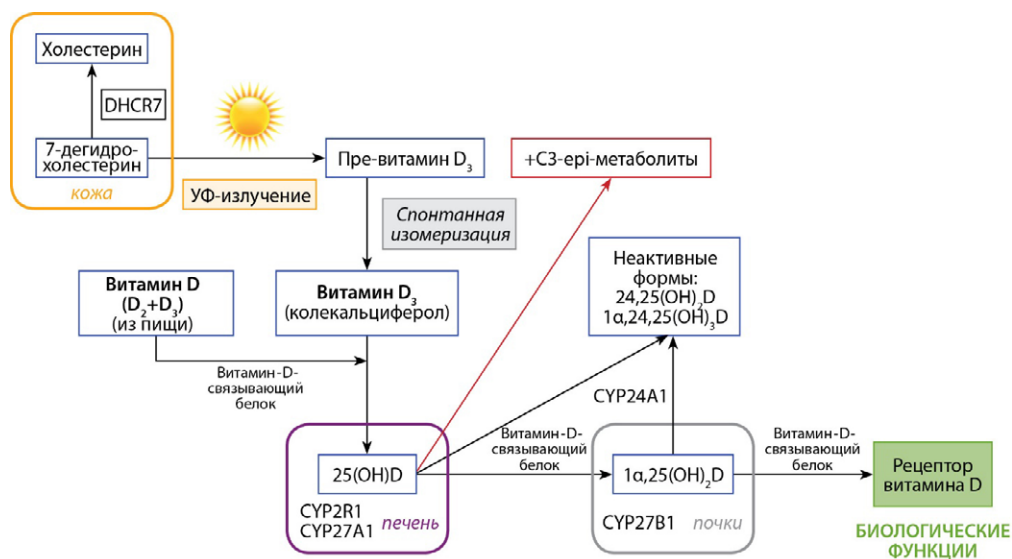 Холестерин
DHCR7
7-дегидро-
холестерин
кожа
УФ-излучение
Пре-витамин D₃
+C3-epi-метаболиты
Спонтанная
изомеризация
Витамин D
(D₂+D₃)
(из пищи)
Витамин D₃
(колекальциферол)
Неактивные
формы:
24,25(OH)₂D
1α,24,25(OH)₃D
Витамин-D-
связывающий
белок
CYP24A1
25(OH)D
CYP2R1
CYP27A1
печень
Витамин-D-
связывающий
белок
1α,25(OH)₂D
CYP27B1
почки
Витамин-D-
связывающий
белок
Рецептор
витамина D
БИОЛОГИЧЕСКИЕ
ФУНКЦИИ